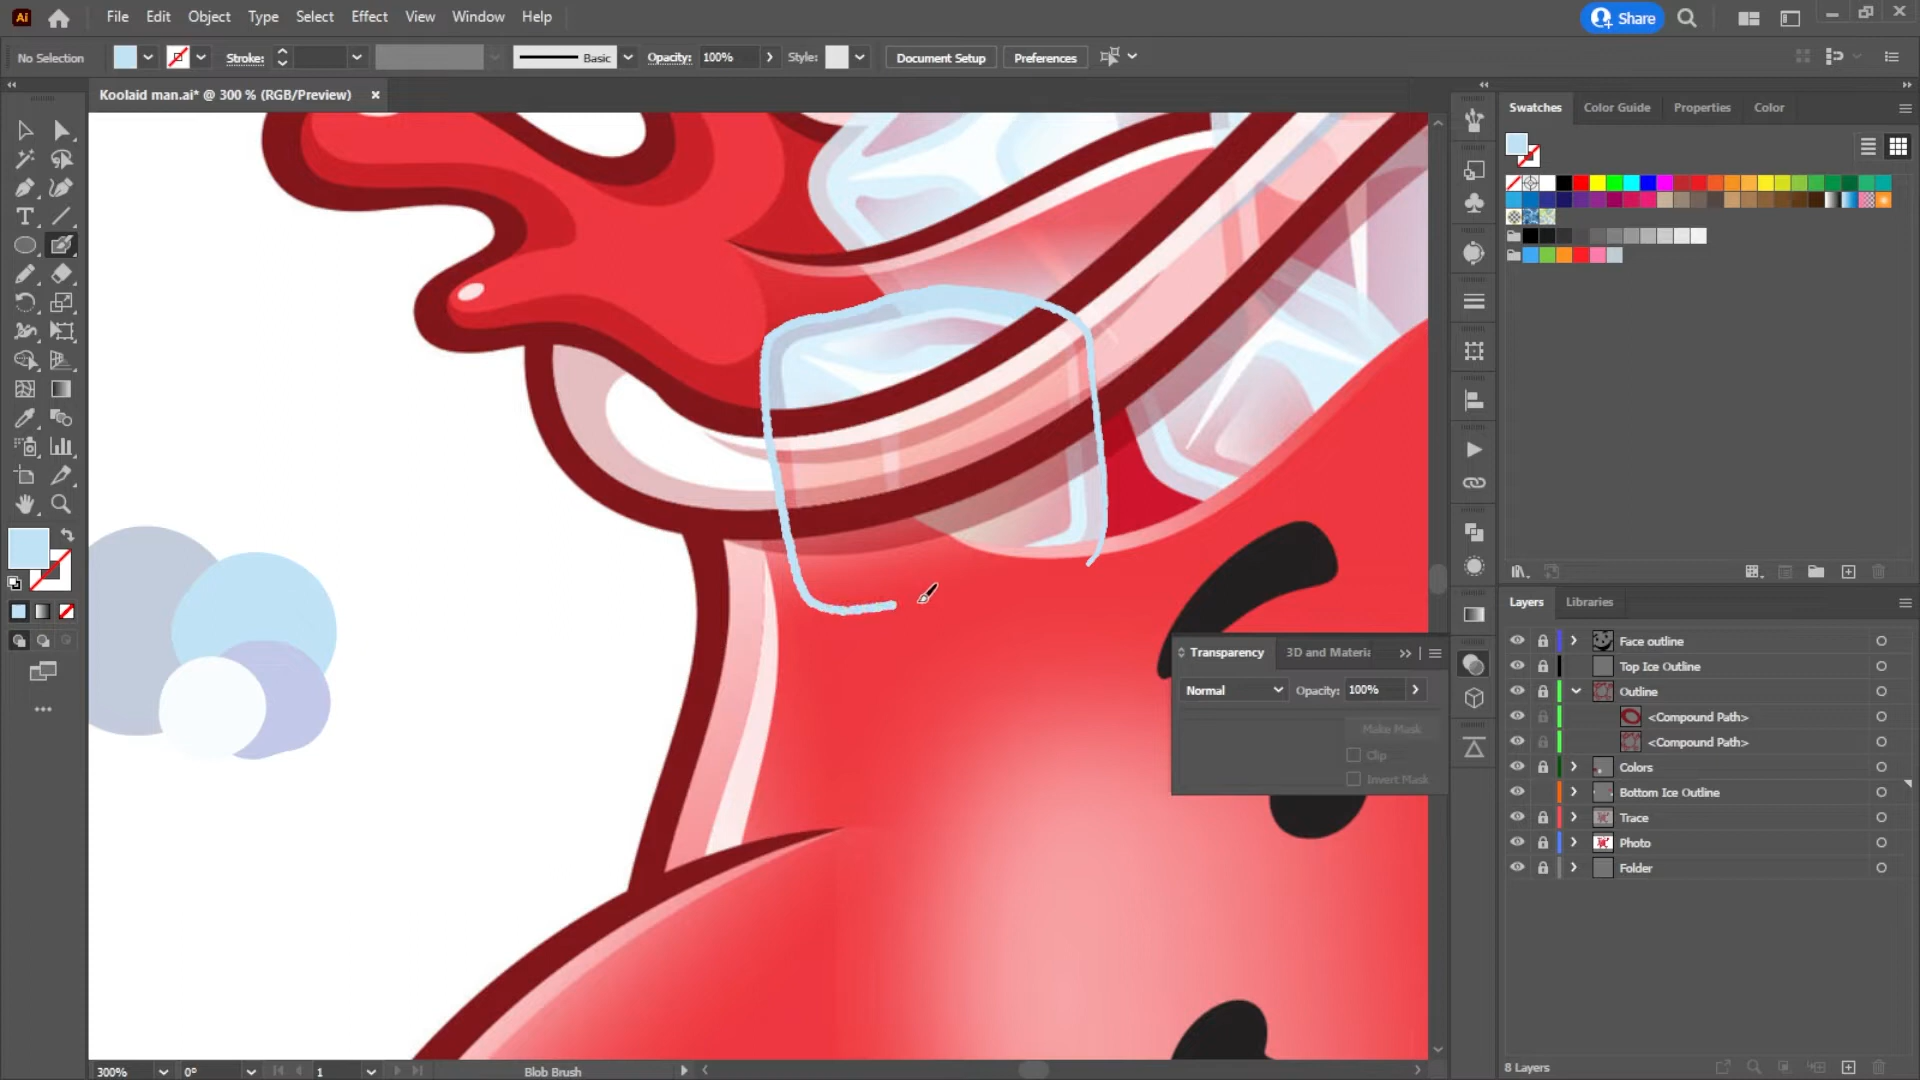 Ai File Edit Object Type Select Effect View Window Help Share
No Selection Stroke: Basic Opacity: 100% Style: Document Setup Preferences
Koolaid man.ai* @ 300 % (RGB/Preview)
Swatches Color Guide Properties Color
Layers Libraries
Face outline
Top Ice Outline
Outline
<Compound Path>
<Compound Path>
Colors
Bottom Ice Outline
Trace
Photo
Folder
8 Layers
Transparency 3D and Materia
Normal Opacity: 100%
Make Mask
Clip
Invert Mask
300% 0° 1 Blob Brush